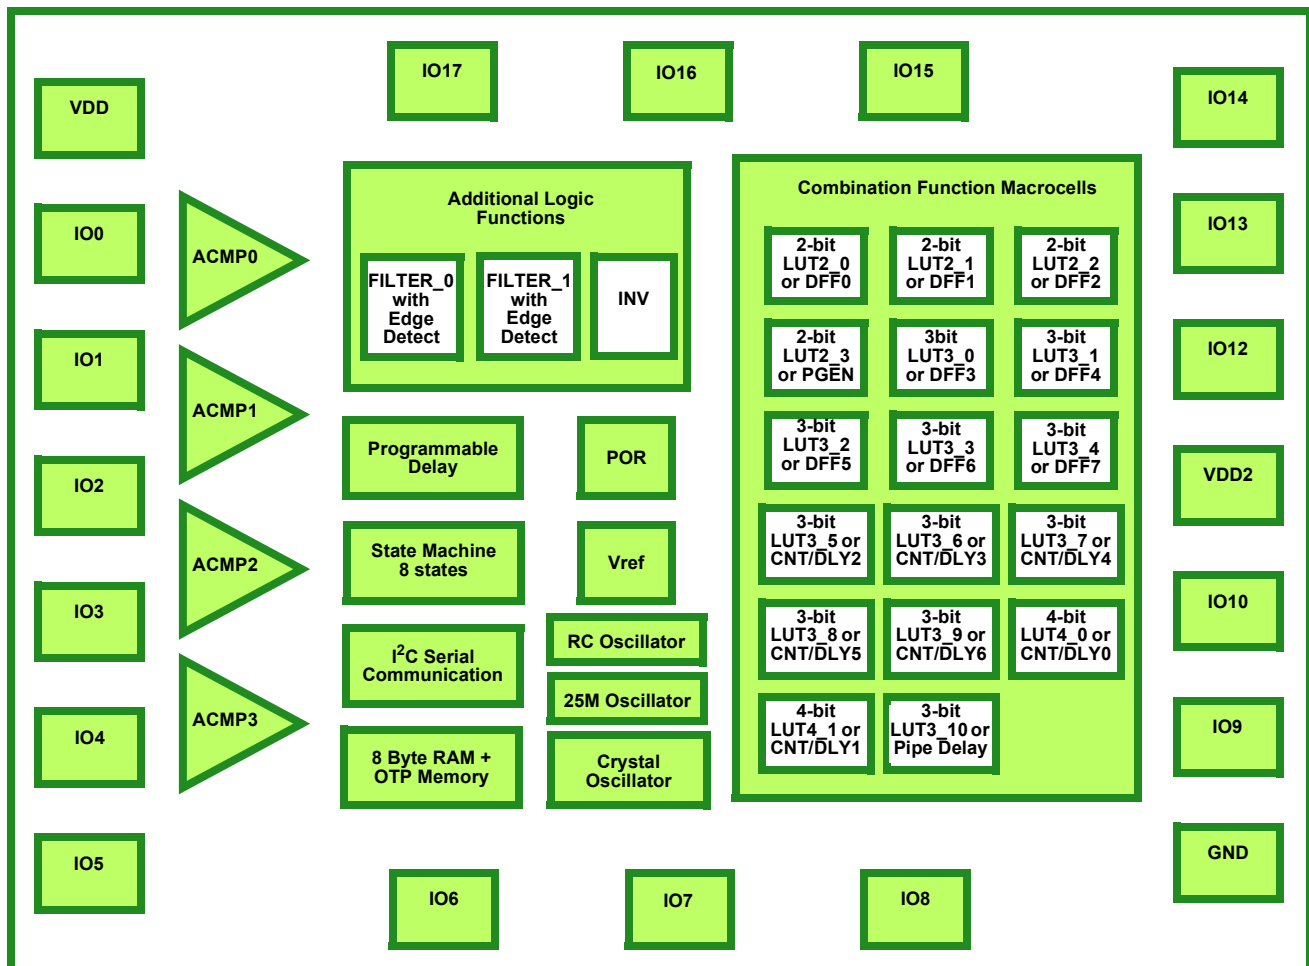 IO17
IO16
IO15
VDD
IO14
IO0
IO13
IO1
IO12
IO2
VDD2
IO3
IO10
IO4
IO9
IO5
GND
IO6
IO7
IO8
ACMP0
ACMP1
ACMP2
ACMP3
Additional Logic
Functions
FILTER_0
with
Edge
Detect
FILTER_1
with
Edge
Detect
INV
Programmable
Delay
POR
State Machine
8 states
Vref
I²C Serial
Communication
RC Oscillator
25M Oscillator
8 Byte RAM +
OTP Memory
Crystal
Oscillator
Combination Function Macrocells
2-bit
LUT2_0
or DFF0
2-bit
LUT2_1
or DFF1
2-bit
LUT2_2
or DFF2
2-bit
LUT2_3
or PGEN
3bit
LUT3_0
or DFF3
3-bit
LUT3_1
or DFF4
3-bit
LUT3_2
or DFF5
3-bit
LUT3_3
or DFF6
3-bit
LUT3_4
or DFF7
3-bit
LUT3_5 or
CNT/DLY2
3-bit
LUT3_6 or
CNT/DLY3
3-bit
LUT3_7 or
CNT/DLY4
3-bit
LUT3_8 or
CNT/DLY5
3-bit
LUT3_9 or
CNT/DLY6
4-bit
LUT4_0 or
CNT/DLY0
4-bit
LUT4_1 or
CNT/DLY1
3-bit
LUT3_10 or
Pipe Delay